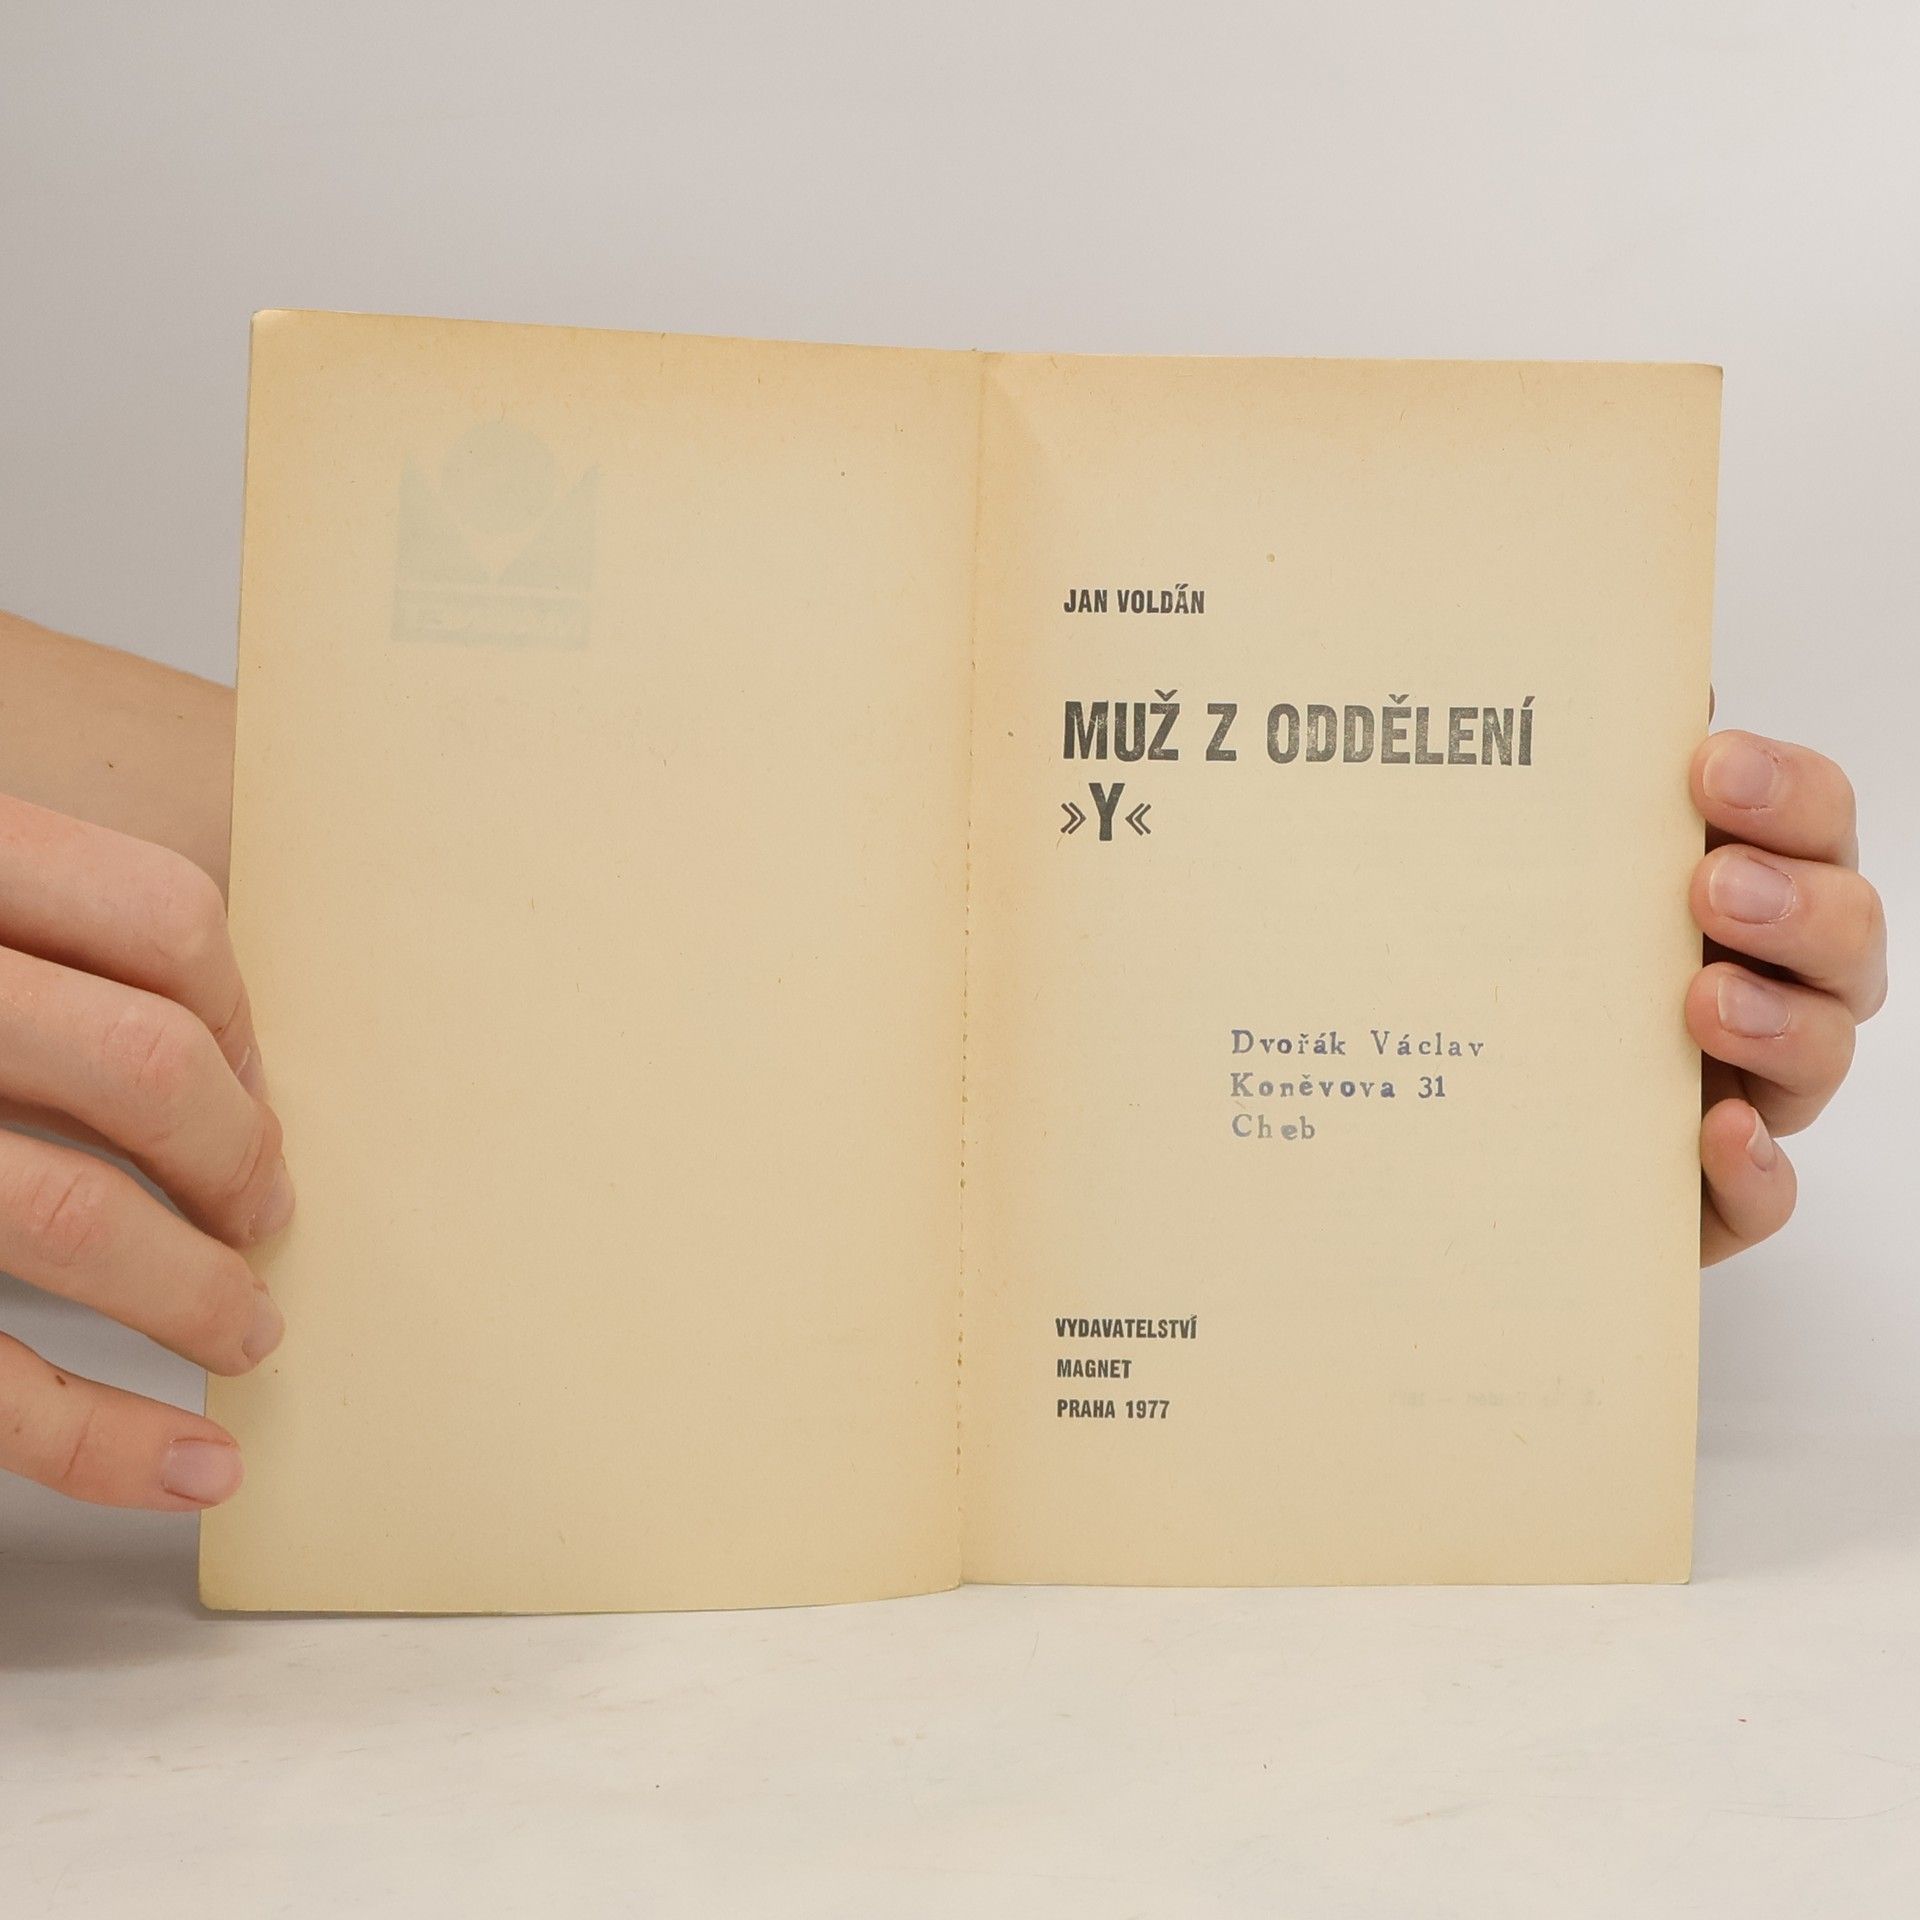 JAN VOLDÁN
MUŽ Z ODDĚLENÍ
»Y«
Dvořák Václav
Koněvova 31
Cheb
VYDAVATELSTVÍ
MAGNET
PRAHA 1977